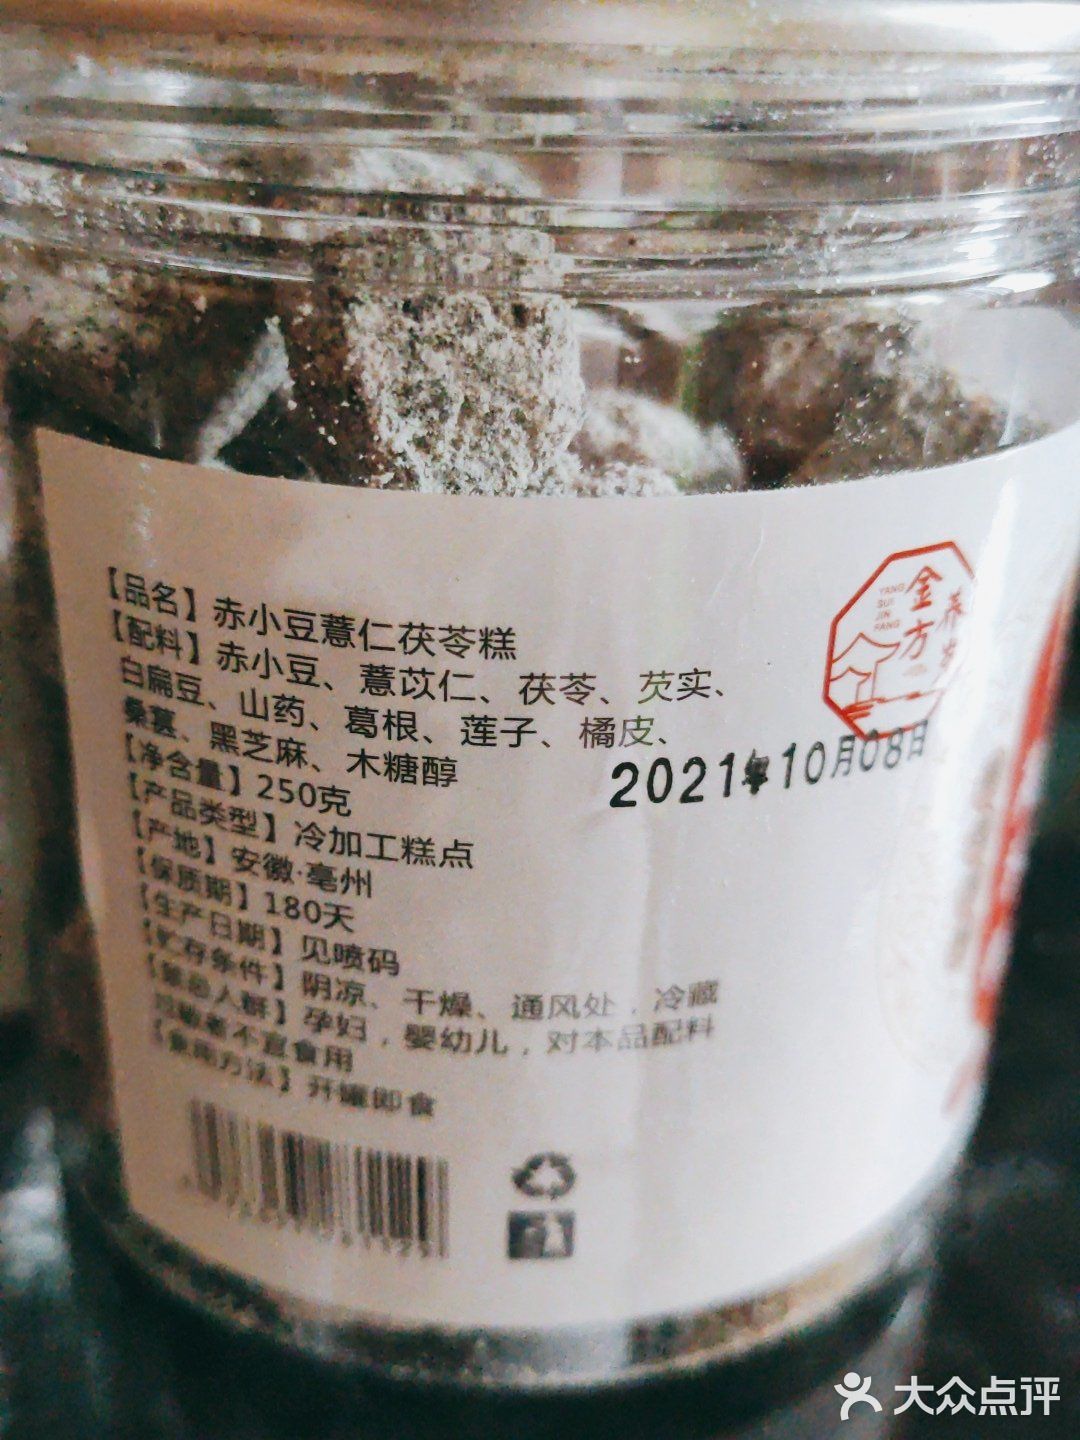 【品名】赤小豆薏仁茯苓糕
【配料】赤小豆、薏苡仁、茯苓、芡实、
白扁豆、山药、葛根、莲子、橘皮、
桑葚、黑芝麻、木糖醇
【净含量】250克
【产品类型】冷加工糕点
【产地】安徽·亳州
【保质期】180天
【生产日期】见喷码
【贮存条件】阴凉、干燥、通风处，冷藏
【禁忌人群】孕妇，婴幼儿，对本品配料
过敏者不宜食用
【食用方法】开罐即食
YANG
SUI
JIN
FANG
金方
2021年10月08日
大众点评